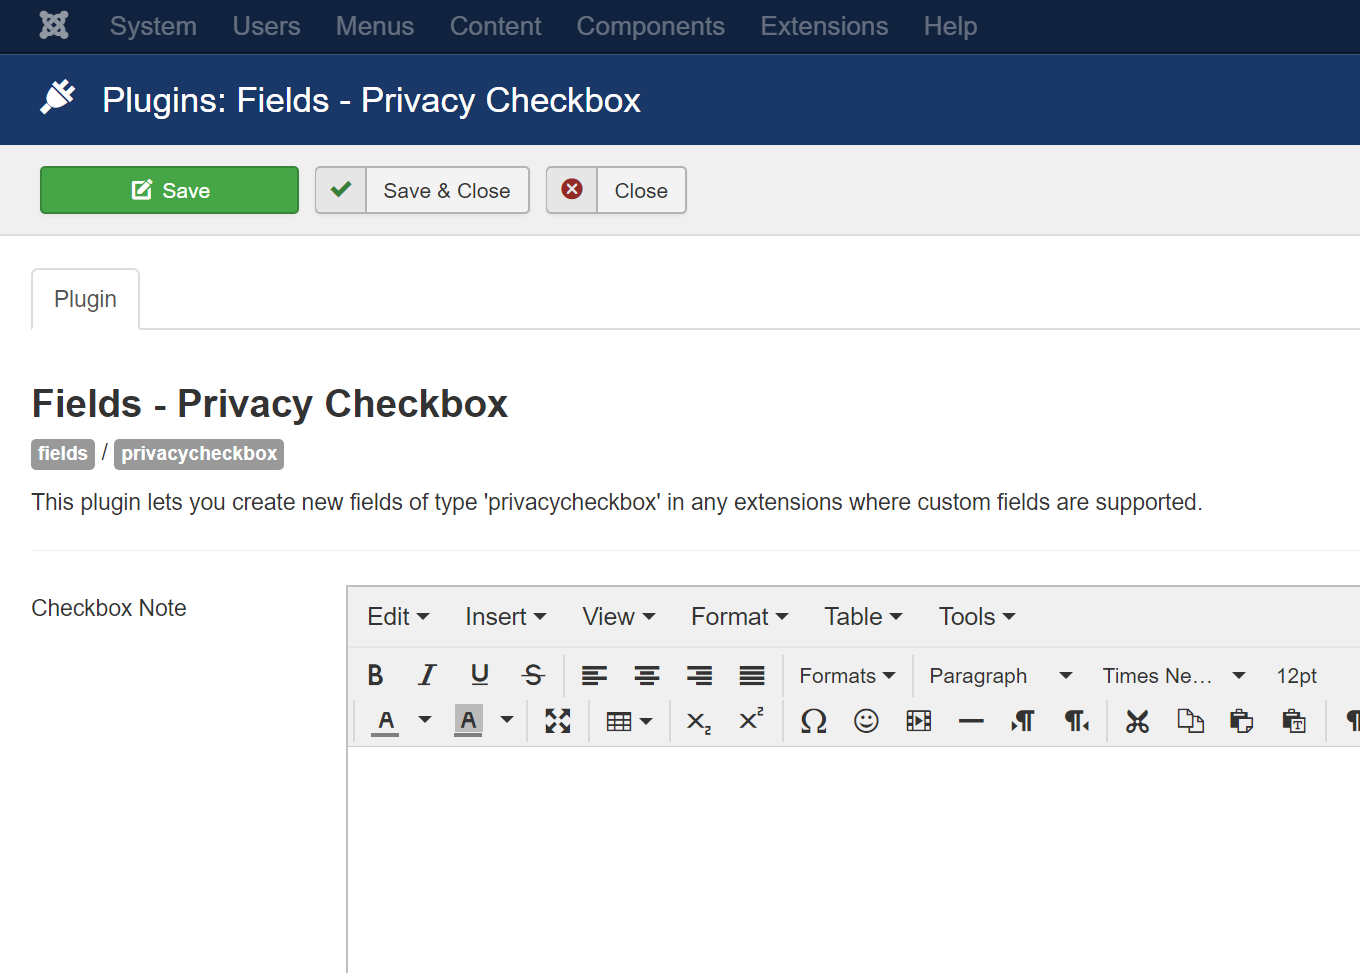 System Users Menus Content Components Extensions Help
Plugins: Fields - Privacy Checkbox
Save Save & Close Close
Plugin
Fields - Privacy Checkbox
fields / privacycheckbox
This plugin lets you create new fields of type 'privacycheckbox' in any extensions where custom fields are supported.
Checkbox Note
Edit Insert View Format Table Tools
B I U S Formats Paragraph Times Ne... 12pt
A A X2 X2 Ω ¶ ¶ T ¶